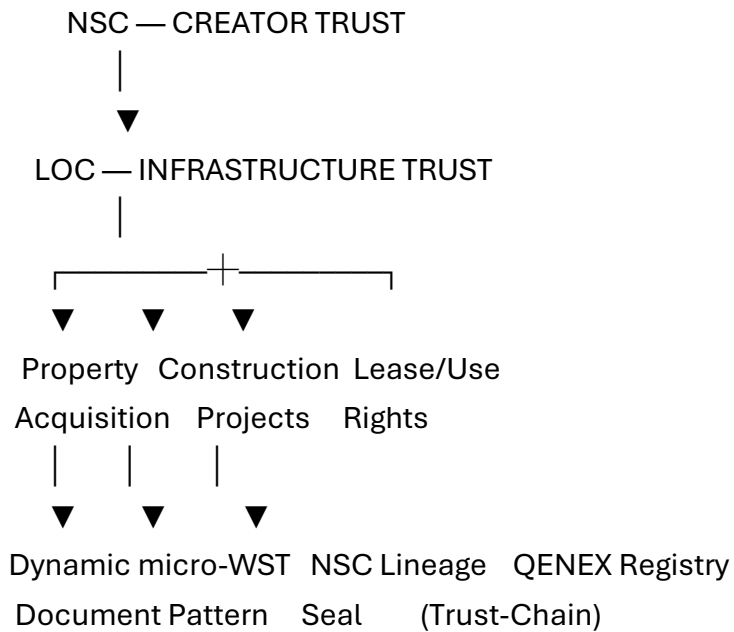 NSC — CREATOR TRUST
LOC — INFRASTRUCTURE TRUST
Property Construction Lease/Use
Acquisition Projects Rights
Dynamic micro-WST NSC Lineage QENEX Registry
Document Pattern Seal (Trust-Chain)